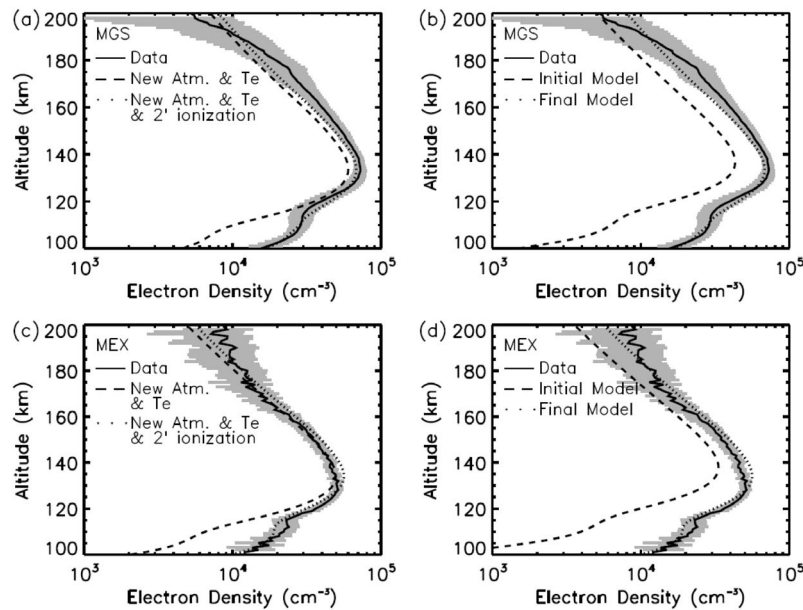 (a)
MGS
Data
New Atm. & Te
New Atm. & Te
& 2' ionization
200
180
160
140
120
100
Altitude (km)
10³
10⁴
10⁵
Electron Density (cm⁻³)
(b)
MGS
Data
Initial Model
Final Model
200
180
160
140
120
100
Altitude (km)
10³
10⁴
10⁵
Electron Density (cm⁻³)
(c)
MEX
Data
New Atm.
& Te
New Atm. & Te
& 2' ionization
200
180
160
140
120
100
Altitude (km)
10³
10⁴
10⁵
Electron Density (cm⁻³)
(d)
MEX
Data
Initial Model
Final Model
200
180
160
140
120
100
Altitude (km)
10³
10⁴
10⁵
Electron Density (cm⁻³)